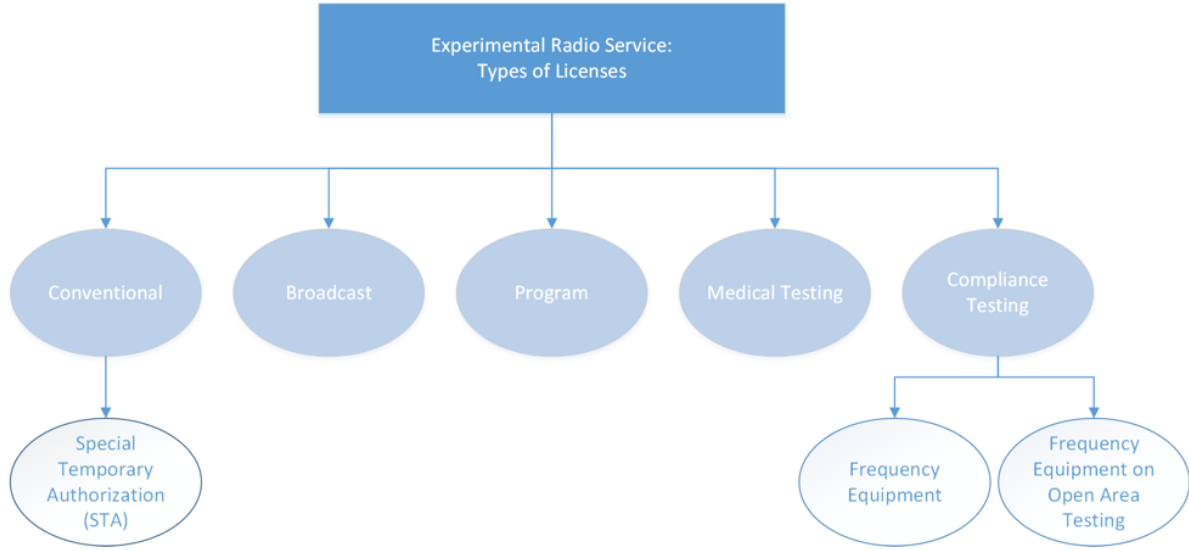 Experimental Radio Service:
Types of Licenses
Conventional
Broadcast
Program
Medical Testing
Compliance
Testing
Special
Temporary
Authorization
(STA)
Frequency
Equipment
Frequency
Equipment on
Open Area
Testing